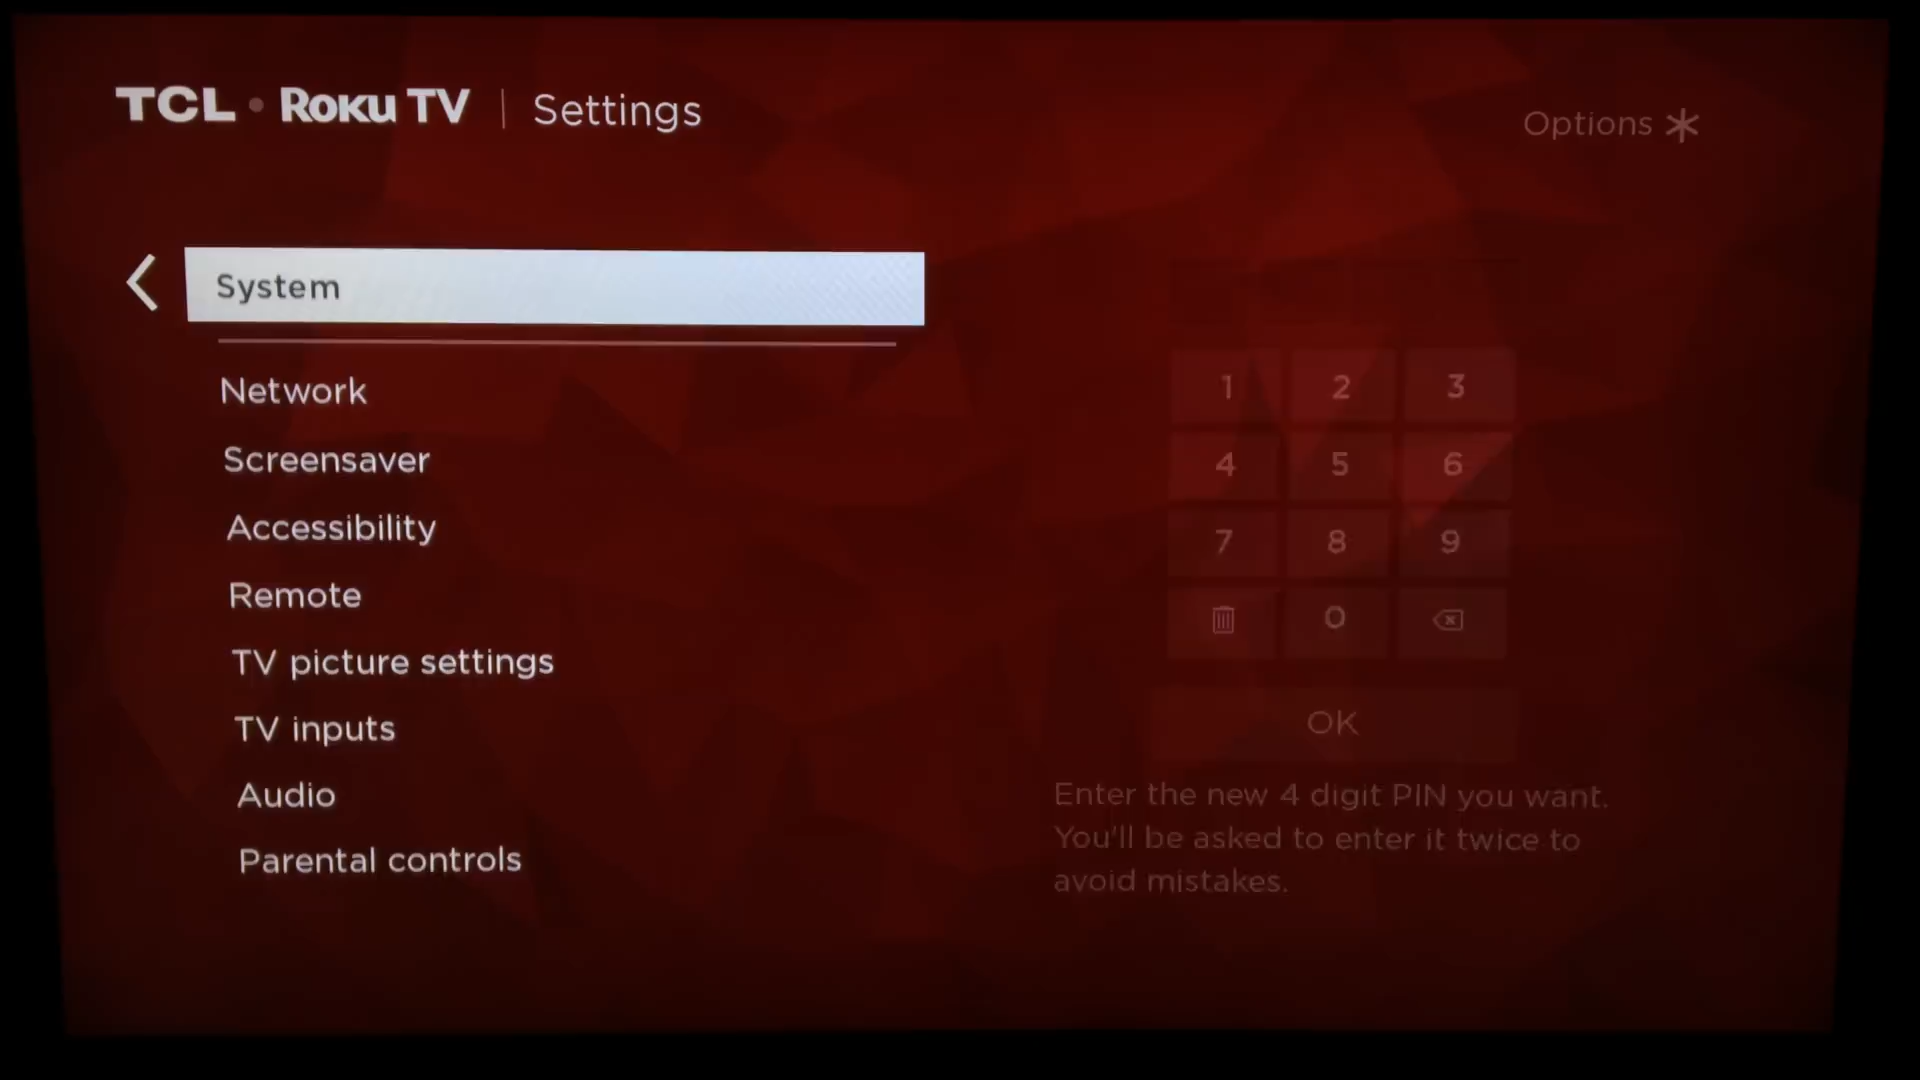 TCL • Roku TV | Settings
Options ✳
System
Network
Screensaver
Accessibility
Remote
TV picture settings
TV inputs
Audio
Parental controls
1 2 3
4 5 6
7 8 9
0
OK
Enter the new 4 digit PIN you want.
You'll be asked to enter it twice to
avoid mistakes.